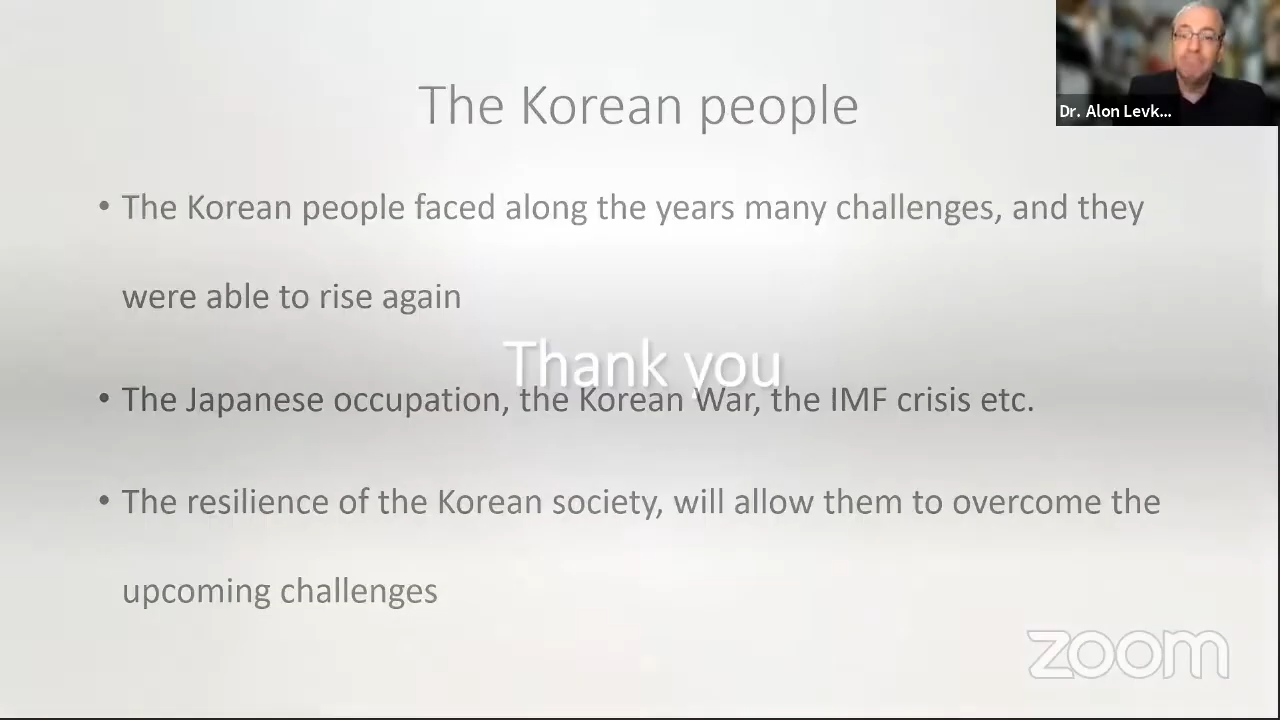 The Korean people
Dr. Alon Levk...
• The Korean people faced along the years many challenges, and they
were able to rise again
Thank you
• The Japanese occupation, the Korean War, the IMF crisis etc.
• The resilience of the Korean society, will allow them to overcome the
upcoming challenges
zoom